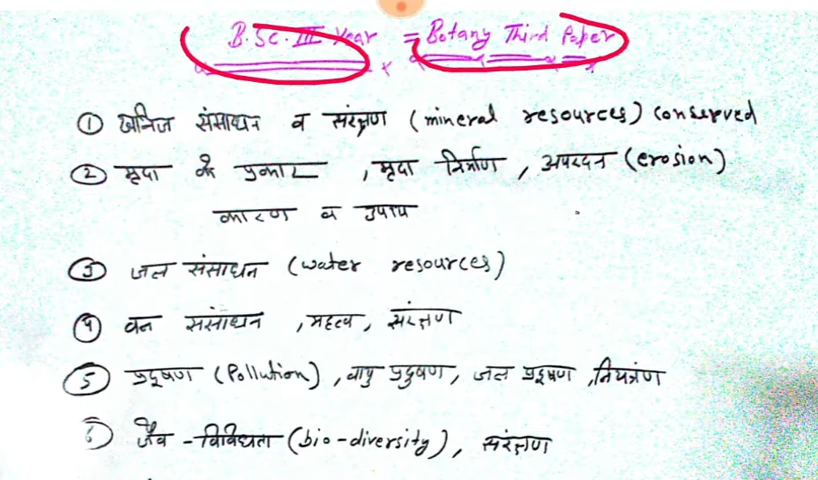 B.Sc. III Year = Botany Third Paper
① खनिज संसाधन व संरक्षण (mineral resources) conserved
② मृदा के प्रकार , मृदा निर्माण , अपरदन (erosion)
कारण व उपाय
③ जल संसाधन (water resources)
④ वन संसाधन , महत्व , संरक्षण
⑤ प्रदूषण (Pollution) , वायु प्रदुषण , जल प्रदूषण , नियंत्रण
६ जैव - विविधता (bio-diversity) , संरक्षण